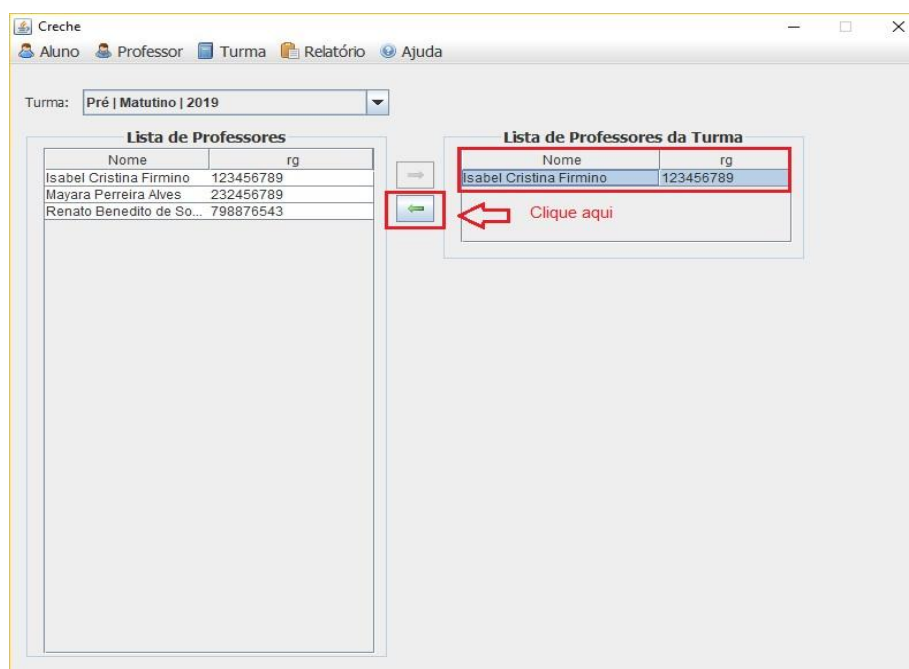 Creche
Aluno Professor Turma Relatório Ajuda
Turma: Pré | Matutino | 2019
Lista de Professores
Nome rg
Isabel Cristina Firmino 123456789
Mayara Perreira Alves 232456789
Renato Benedito de So... 798876543
Lista de Professores da Turma
Nome rg
Isabel Cristina Firmino 123456789
Clique aqui